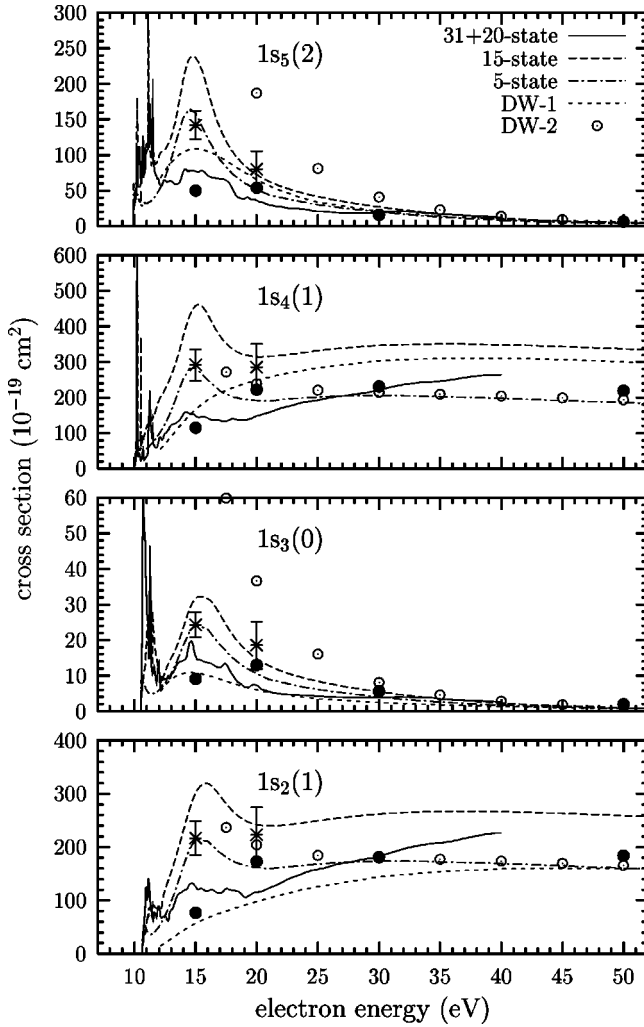 31+20-state
15-state
5-state
DW-1
DW-2
1s₅(2)
300
250
200
150
100
50
0
1s₄(1)
600
500
400
300
200
100
0
cross section (10⁻¹⁹ cm²)
1s₃(0)
60
50
40
30
20
10
0
1s₂(1)
400
300
200
100
0
10 15 20 25 30 35 40 45 50
electron energy (eV)